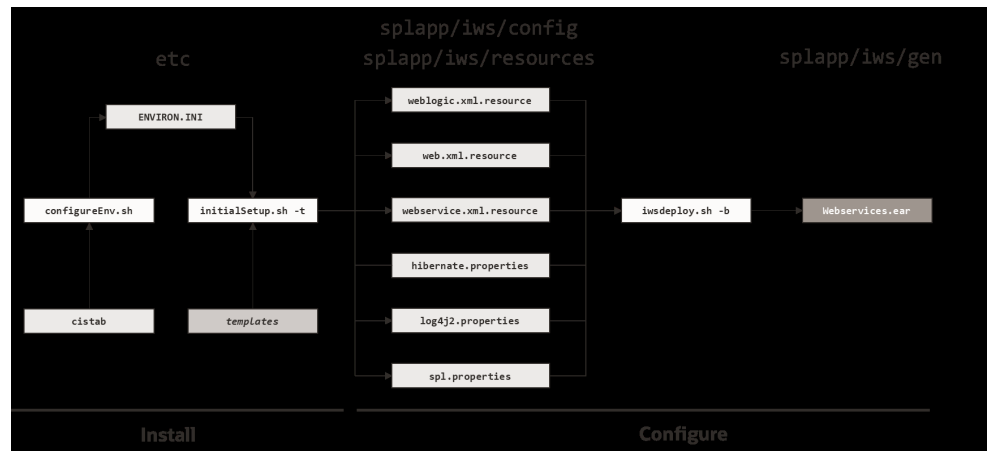 splapp/iws/config
etc
splapp/iws/resources
splapp/iws/gen
ENVIRON.INI
configureEnv.sh
initialSetup.sh -t
cistab
templates
weblogic.xml.resource
web.xml.resource
webservice.xml.resource
hibernate.properties
log4j2.properties
spl.properties
iwsdeploy.sh -b
Webservices.ear
Install
Configure